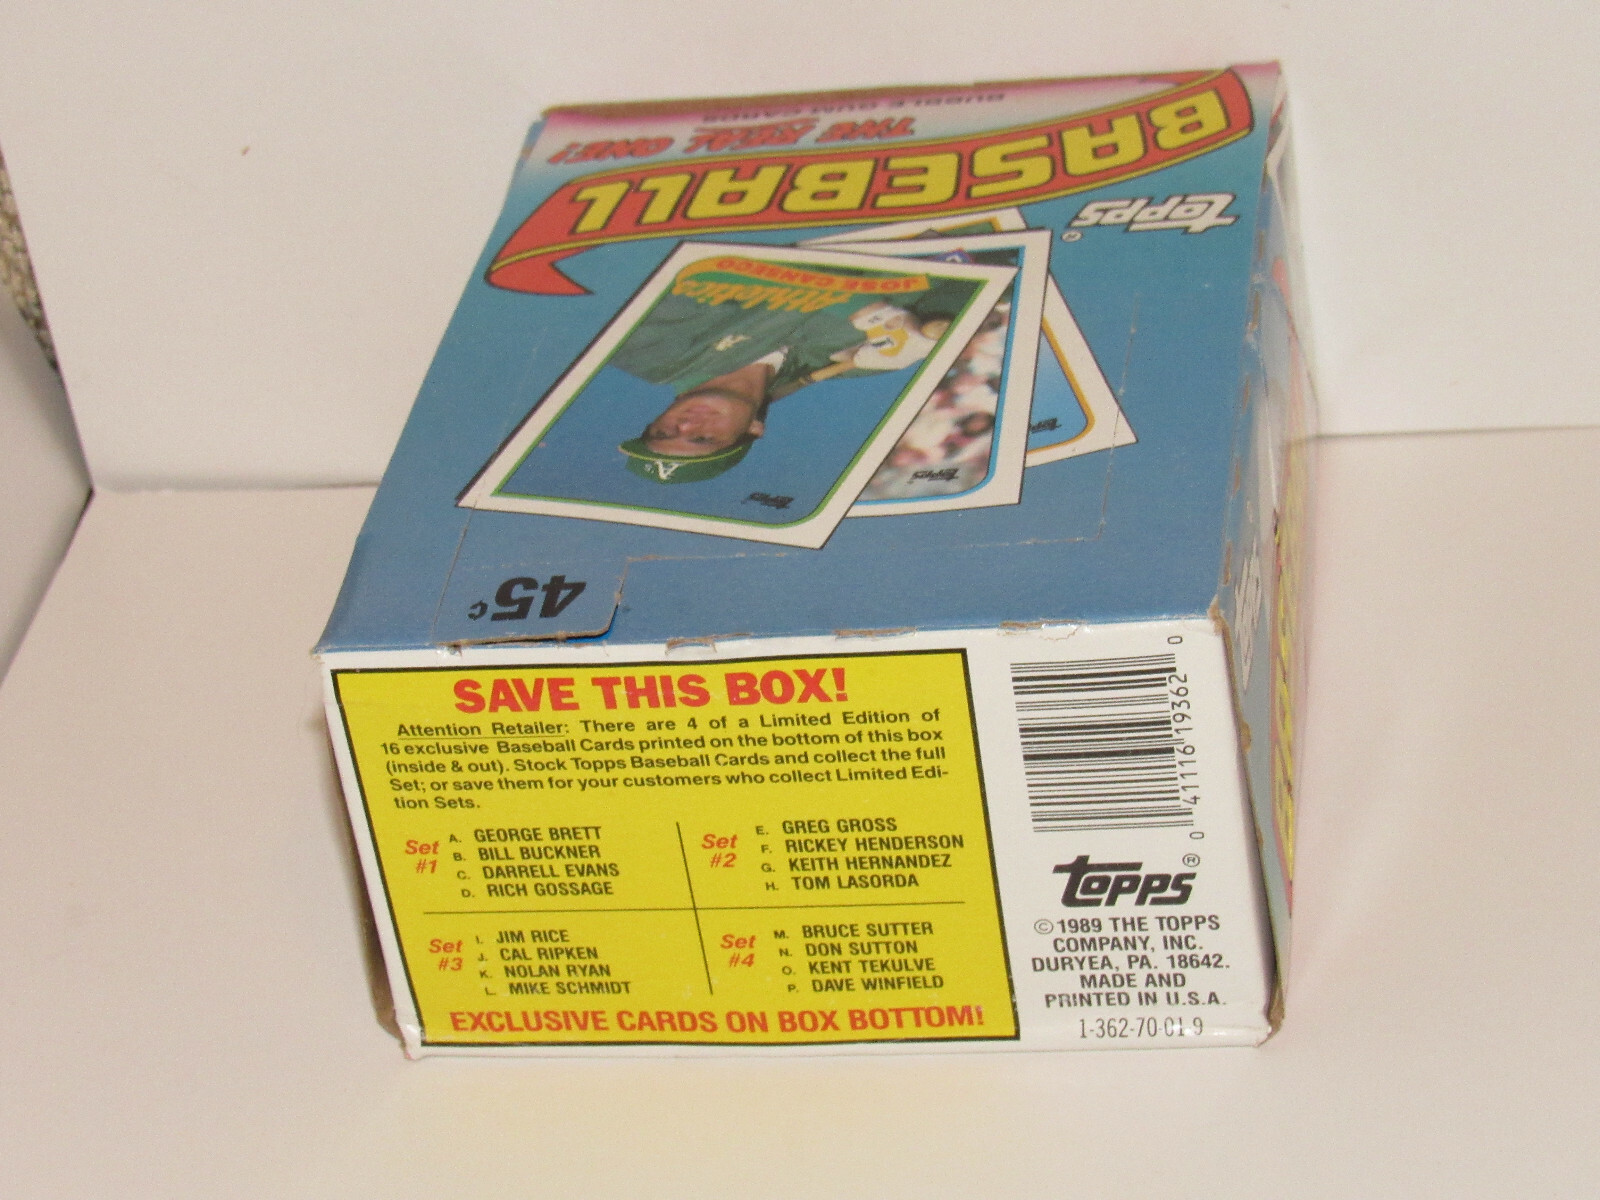 BUBBLE GUM CARDS
THE REAL ONE!
BASEBALL
TOPPS
JOSE CANSECO
Athletics
A
A's
TOPPS
TOPPS
TOPPS
45¢
SAVE THIS BOX!
Attention Retailer: There are 4 of a Limited Edition of
16 exclusive Baseball Cards printed on the bottom of this box
(inside & out). Stock Topps Baseball Cards and collect the full
Set; or save them for your customers who collect Limited Edi-
tion Sets.
Set #1
A. GEORGE BRETT
B. BILL BUCKNER
C. DARRELL EVANS
D. RICH GOSSAGE
Set #2
E. GREG GROSS
F. RICKEY HENDERSON
G. KEITH HERNANDEZ
H. TOM LASORDA
Set #3
I. JIM RICE
J. CAL RIPKEN
K. NOLAN RYAN
L. MIKE SCHMIDT
Set #4
M. BRUCE SUTTER
N. DON SUTTON
O. KENT TEKULVE
P. DAVE WINFIELD
EXCLUSIVE CARDS ON BOX BOTTOM!
0 41116 19362 0
TOPPS®
© 1989 THE TOPPS
COMPANY, INC.
DURYEA, PA. 18642.
MADE AND
PRINTED IN U.S.A.
1-362-70-01-9